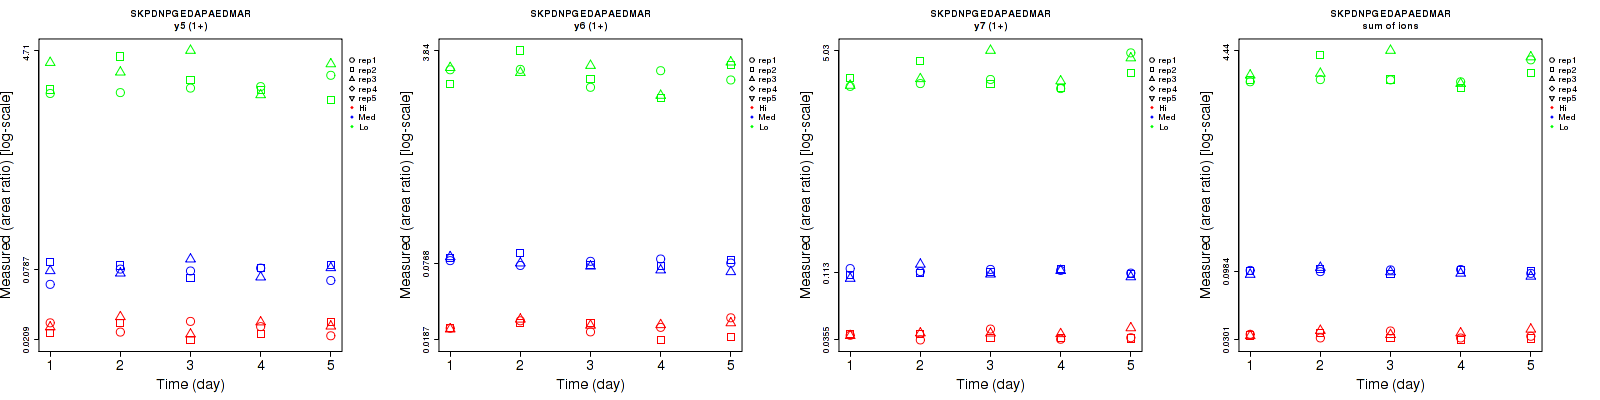 SKPDNPGEDAPAEDMAR
y5 (1+)
Measured (area ratio) [log-scale]
4.71
0.0787
0.0209
1 2 3 4 5
Time (day)
rep1
rep2
rep3
rep4
rep5
Hi
Med
Lo
SKPDNPGEDAPAEDMAR
y6 (1+)
Measured (area ratio) [log-scale]
3.84
0.0768
0.0187
1 2 3 4 5
Time (day)
rep1
rep2
rep3
rep4
rep5
Hi
Med
Lo
SKPDNPGEDAPAEDMAR
y7 (1+)
Measured (area ratio) [log-scale]
5.03
0.113
0.0355
1 2 3 4 5
Time (day)
rep1
rep2
rep3
rep4
rep5
Hi
Med
Lo
SKPDNPGEDAPAEDMAR
sum of ions
Measured (area ratio) [log-scale]
4.44
0.0984
0.0301
1 2 3 4 5
Time (day)
rep1
rep2
rep3
rep4
rep5
Hi
Med
Lo